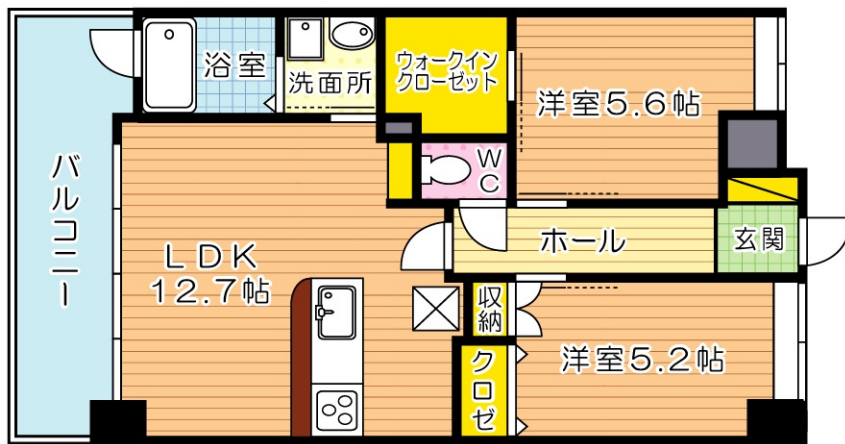 浴室
洗面所
ウォークイン
クローゼット
洋室5.6帖
バルコニー
WC
LDK
12.7帖
ホール
玄関
収納
クロゼ
洋室5.2帖